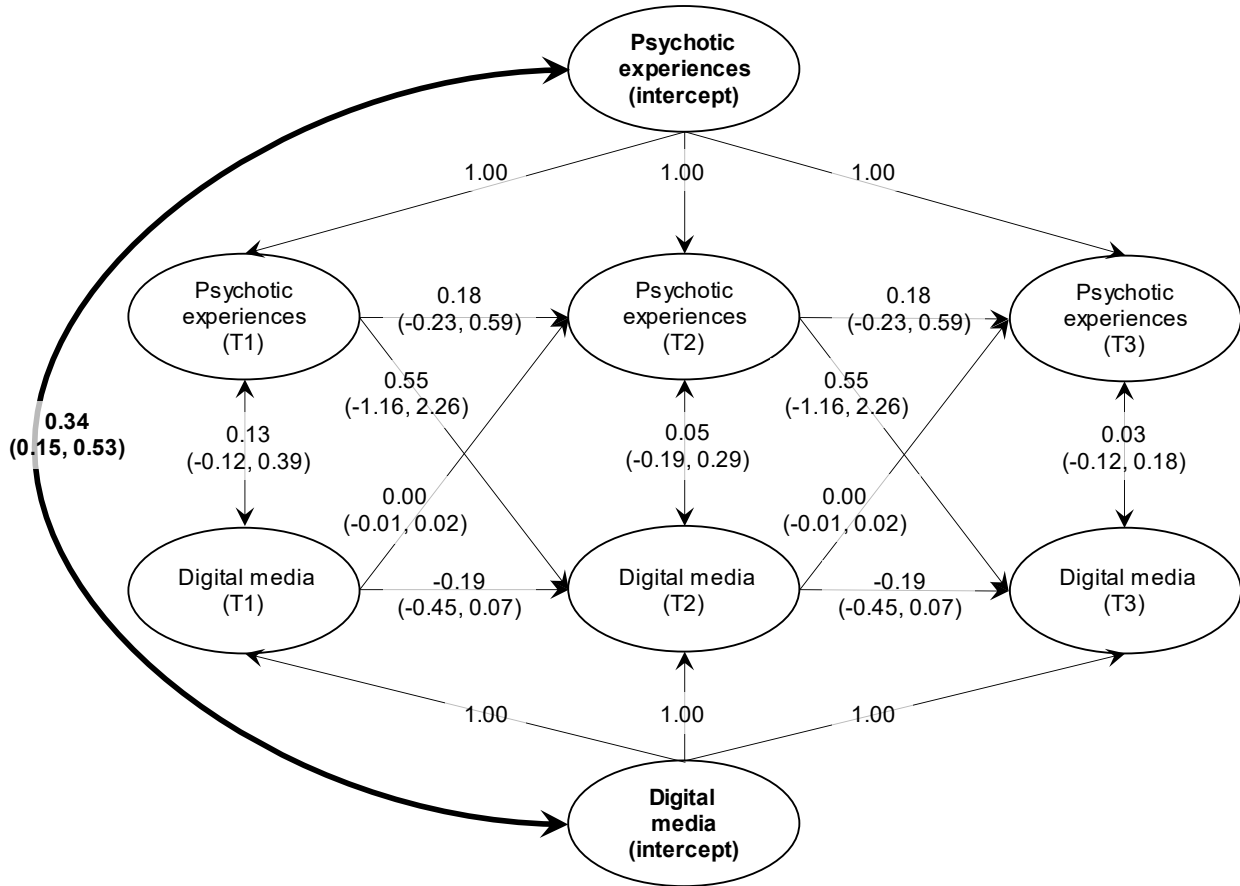 Psychotic
experiences
(intercept)
1.00
1.00
1.00
Psychotic
experiences
(T1)
0.18
(-0.23, 0.59)
Psychotic
experiences
(T2)
0.18
(-0.23, 0.59)
Psychotic
experiences
(T3)
0.55
(-1.16, 2.26)
0.55
(-1.16, 2.26)
0.34
(0.15, 0.53)
0.13
(-0.12, 0.39)
0.05
(-0.19, 0.29)
0.03
(-0.12, 0.18)
0.00
(-0.01, 0.02)
0.00
(-0.01, 0.02)
Digital media
(T1)
-0.19
(-0.45, 0.07)
Digital media
(T2)
-0.19
(-0.45, 0.07)
Digital media
(T3)
1.00
1.00
1.00
Digital
media
(intercept)